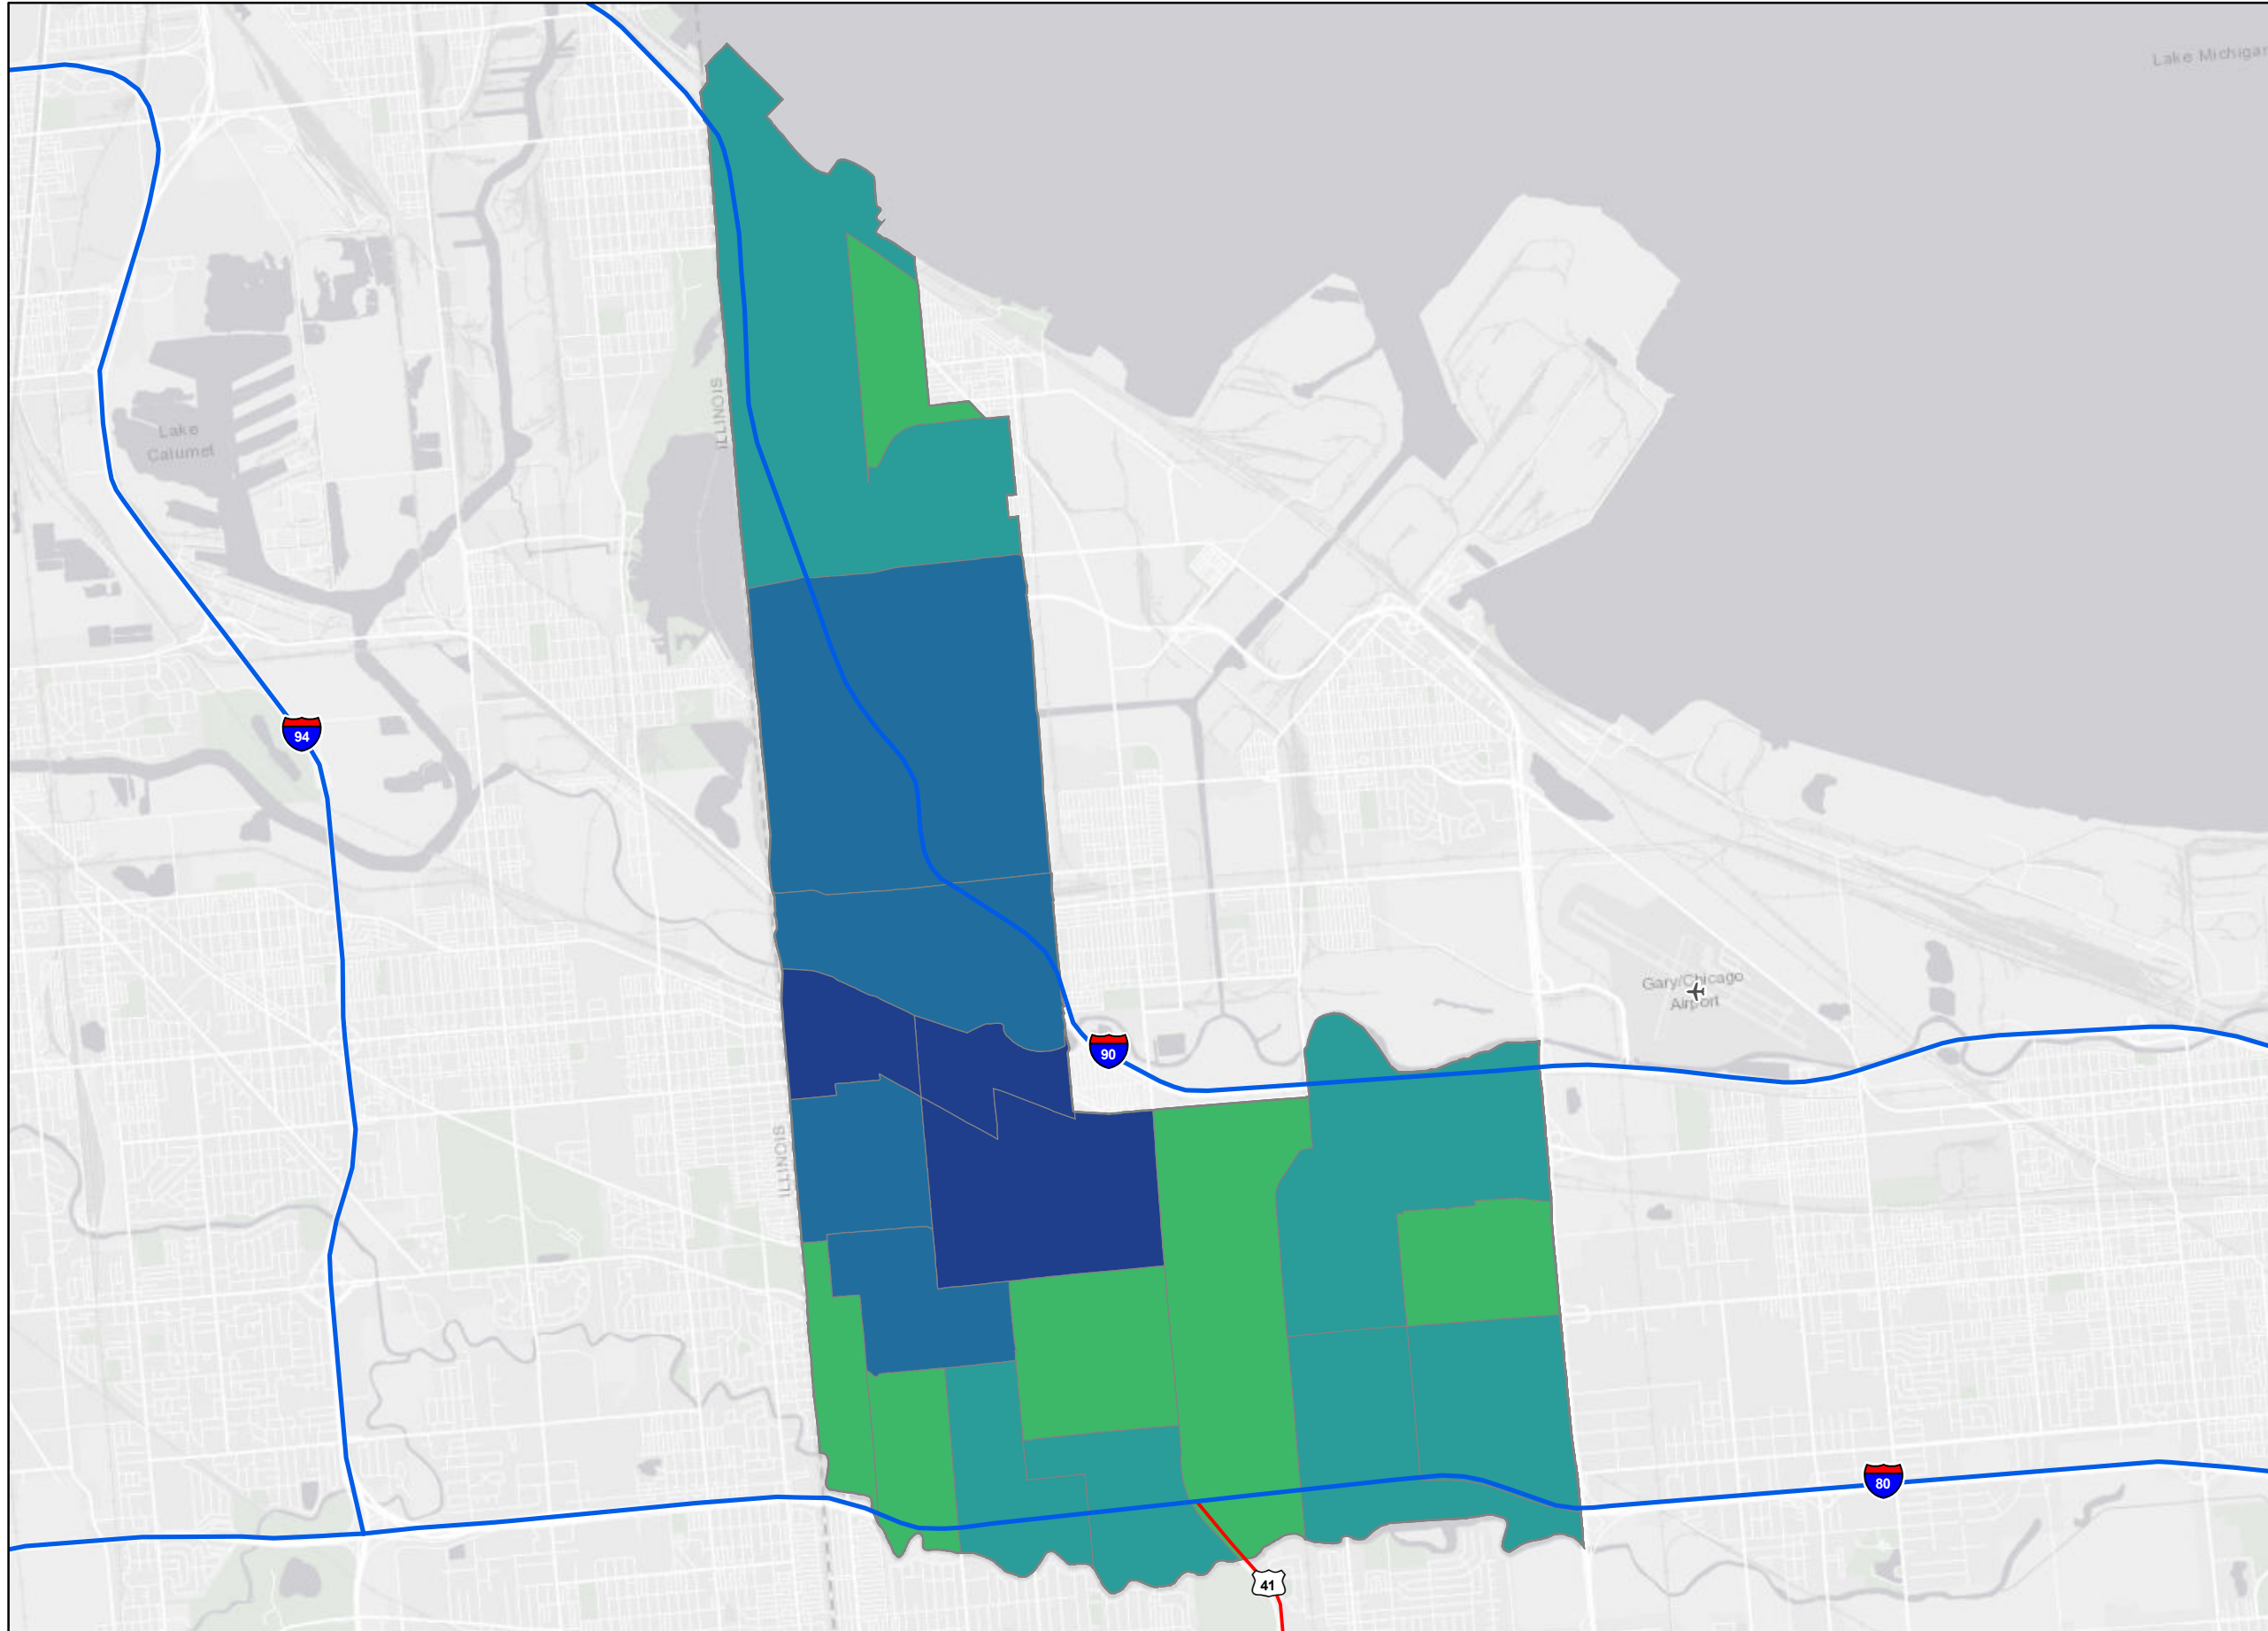 Lake Michigan
ILLINOIS
Lake
Calumet
94
Gary/Chicago
Airport
90
ILLINOIS
80
41